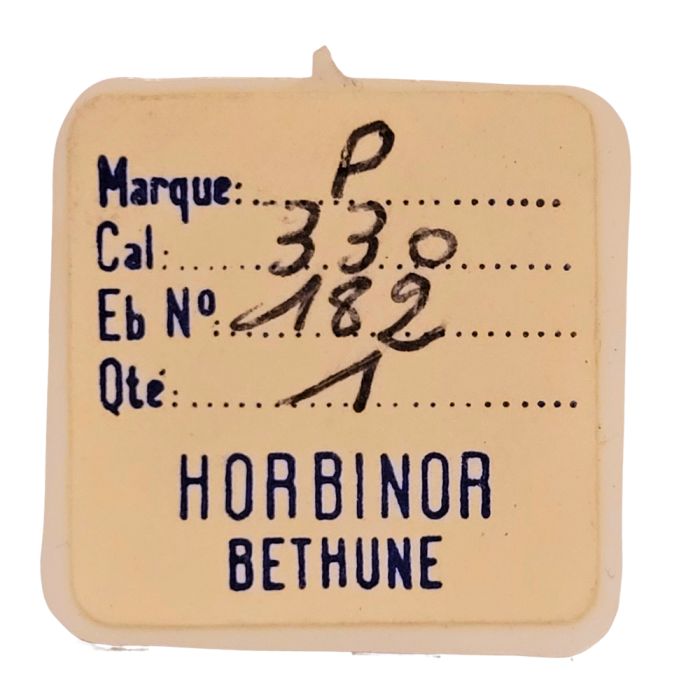 Marque: P
Cal: 330
Eb Nº: 182
Qté: 1
HORBINOR
BETHUNE